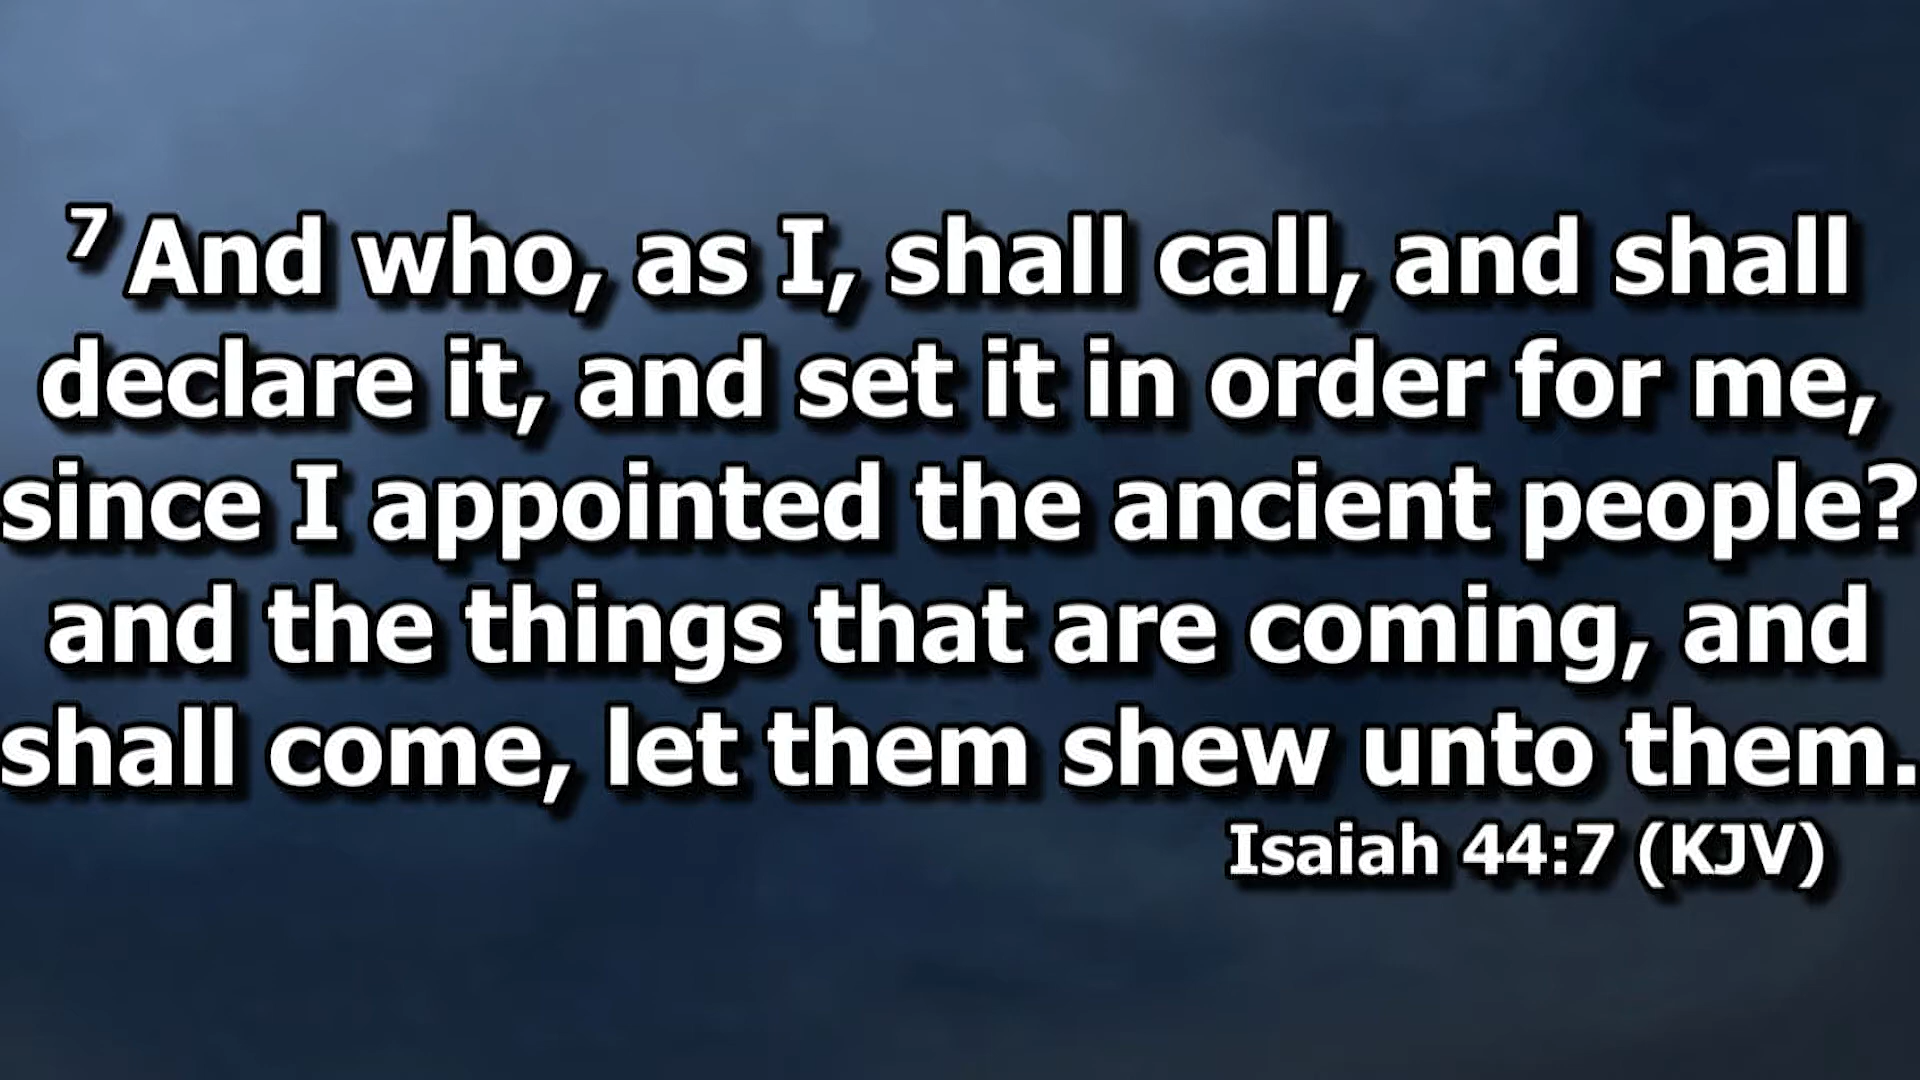 7 And who, as I, shall call, and shall
declare it, and set it in order for me,
since I appointed the ancient people?
and the things that are coming, and
shall come, let them shew unto them.
Isaiah 44:7 (KJV)